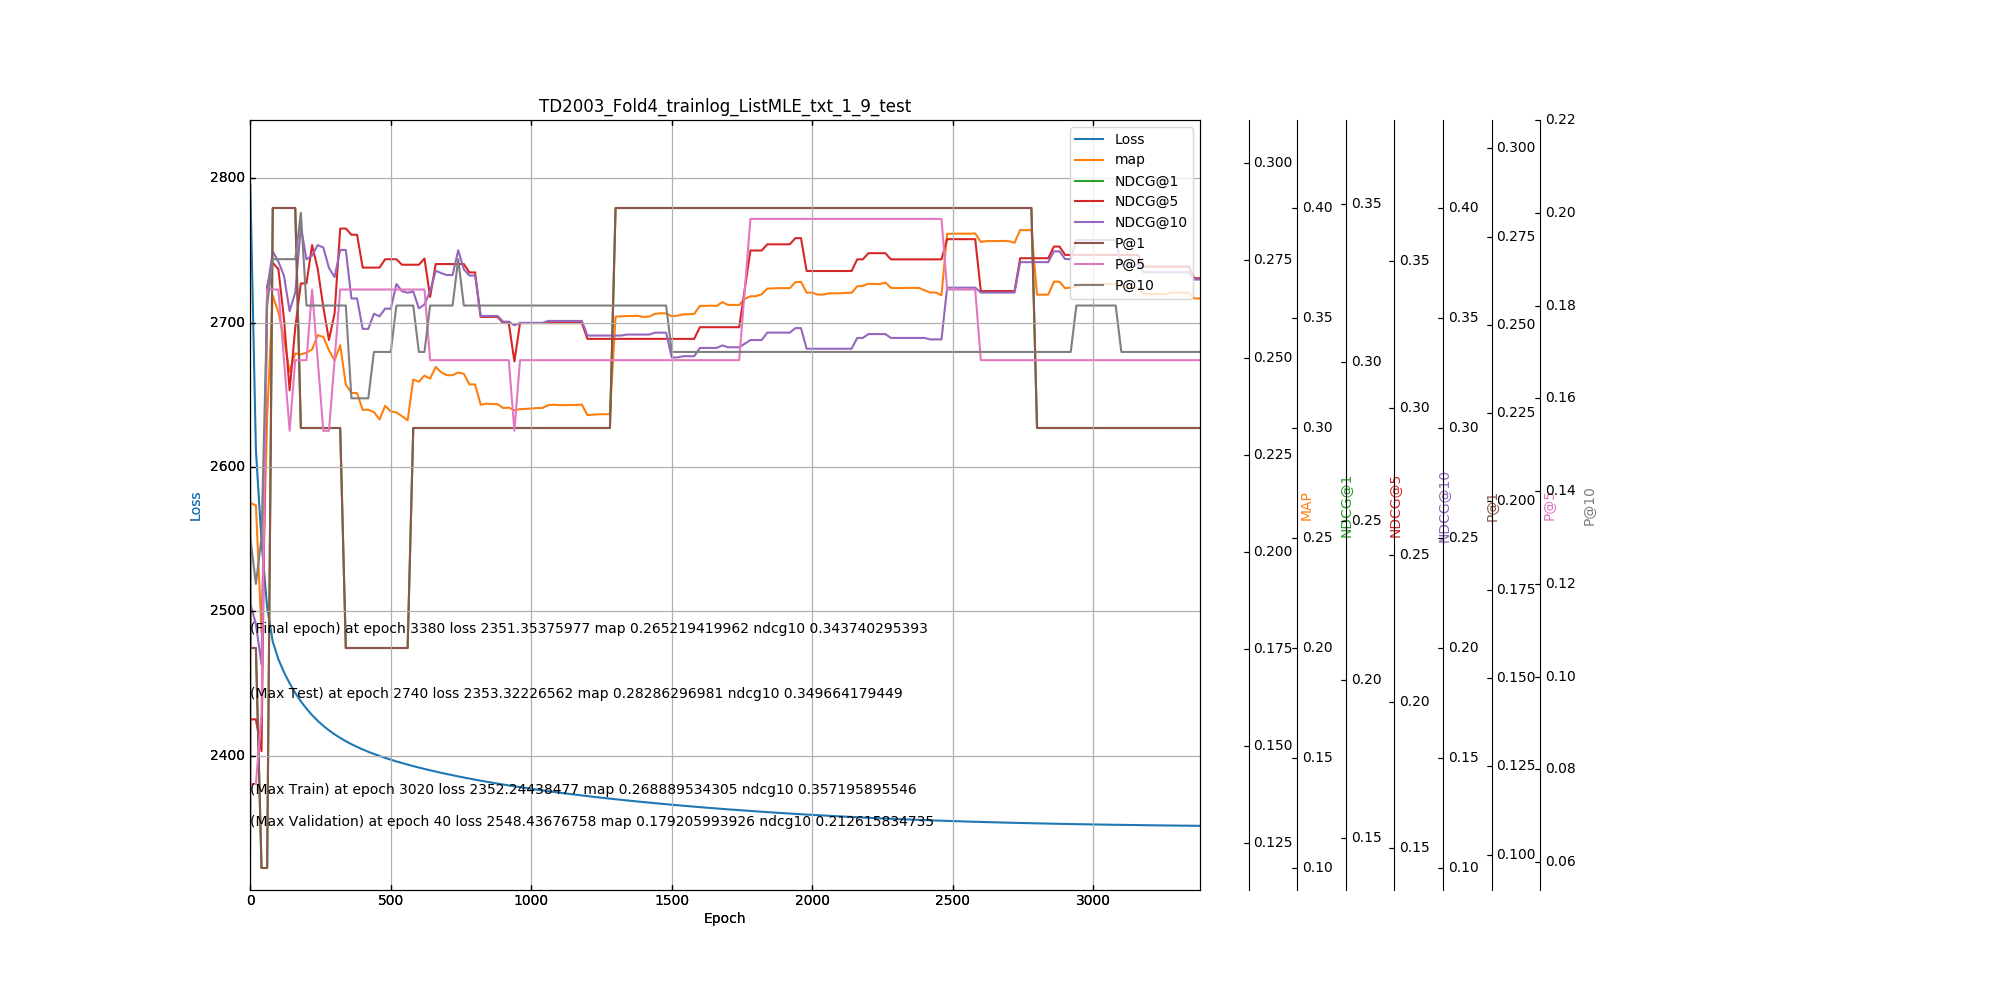 TD2003_Fold4_trainlog_ListMLE_txt_1_9_test
Loss
map
NDCG@1
NDCG@5
NDCG@10
P@1
P@5
P@10
2800
2700
2600
2500
2400
Loss
(Final epoch) at epoch 3380 loss 2351.35375977 map 0.265219419962 ndcg10 0.343740295393
(Max Test) at epoch 2740 loss 2353.32226562 map 0.28286296981 ndcg10 0.349664179449
(Max Train) at epoch 3020 loss 2352.24438477 map 0.268889534305 ndcg10 0.357195895546
(Max Validation) at epoch 40 loss 2548.43676758 map 0.179205993926 ndcg10 0.212615834735
0 500 1000 1500 2000 2500 3000
Epoch
0.300
0.275
0.250
0.225
0.200
0.175
0.150
0.125
MAP
0.40
0.35
0.30
0.25
0.20
0.15
0.10
NDCG@1
0.35
0.30
0.25
0.20
0.15
NDCG@5
0.35
0.30
0.25
0.20
0.15
NDCG@10
0.40
0.35
0.30
0.25
0.20
0.15
0.10
P@1
0.300
0.275
0.250
0.225
0.200
0.175
0.150
0.125
0.100
P@5
0.22
0.20
0.18
0.16
0.14
0.12
0.10
0.08
0.06
P@10